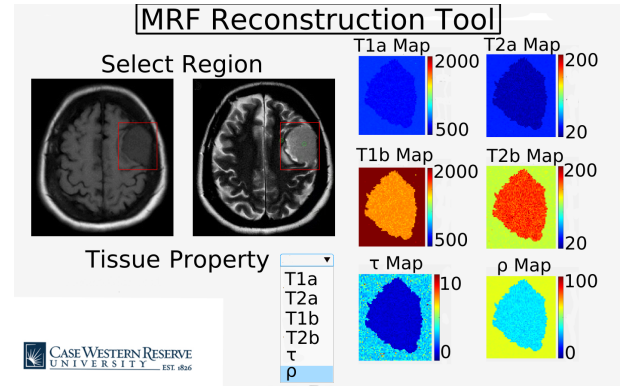 MRF Reconstruction Tool
Select Region
T1a Map
T2a Map
2000
500
200
20
T1b Map
T2b Map
2000
500
200
20
Tissue Property
T1a
T2a
T1b
T2b
τ
ρ
τ Map
ρ Map
10
0
100
0
CASE WESTERN RESERVE
UNIVERSITY EST. 1826